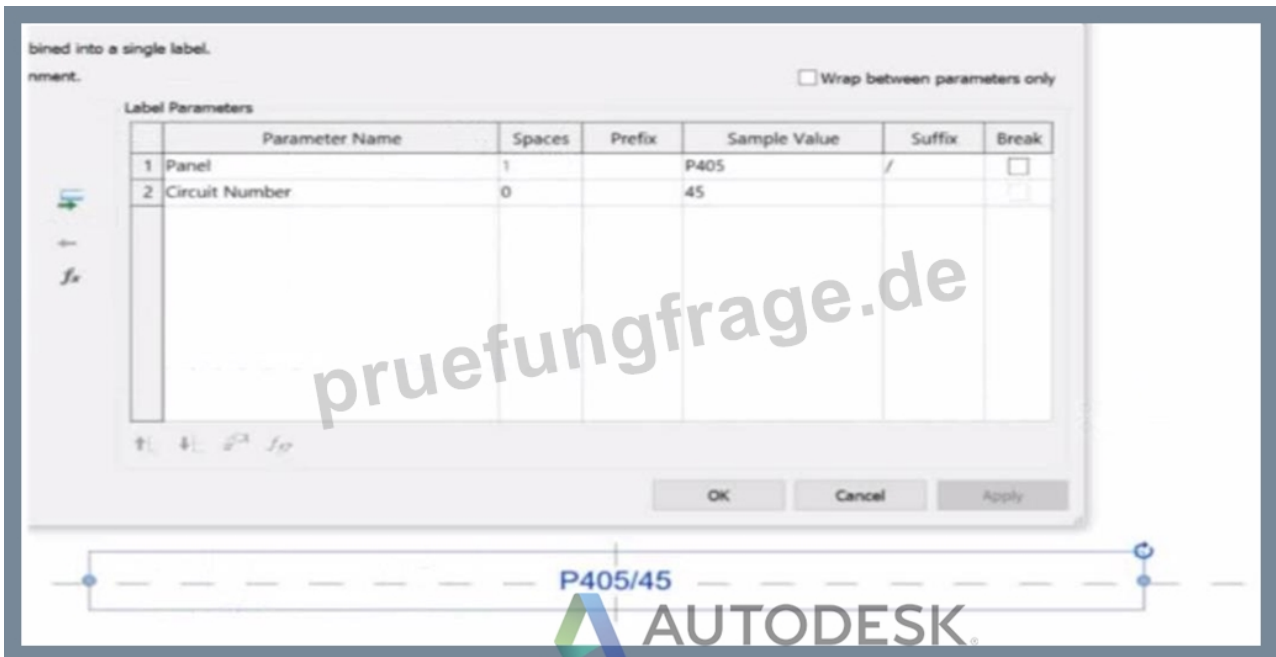 bined into a single label.
nment.
Wrap between parameters only
Label Parameters
Parameter Name Spaces Prefix Sample Value Suffix Break
1 Panel 1 P405 /
2 Circuit Number 0 45
fx
pruefungfrage.de
OK Cancel Apply
P405/45
AUTODESK®